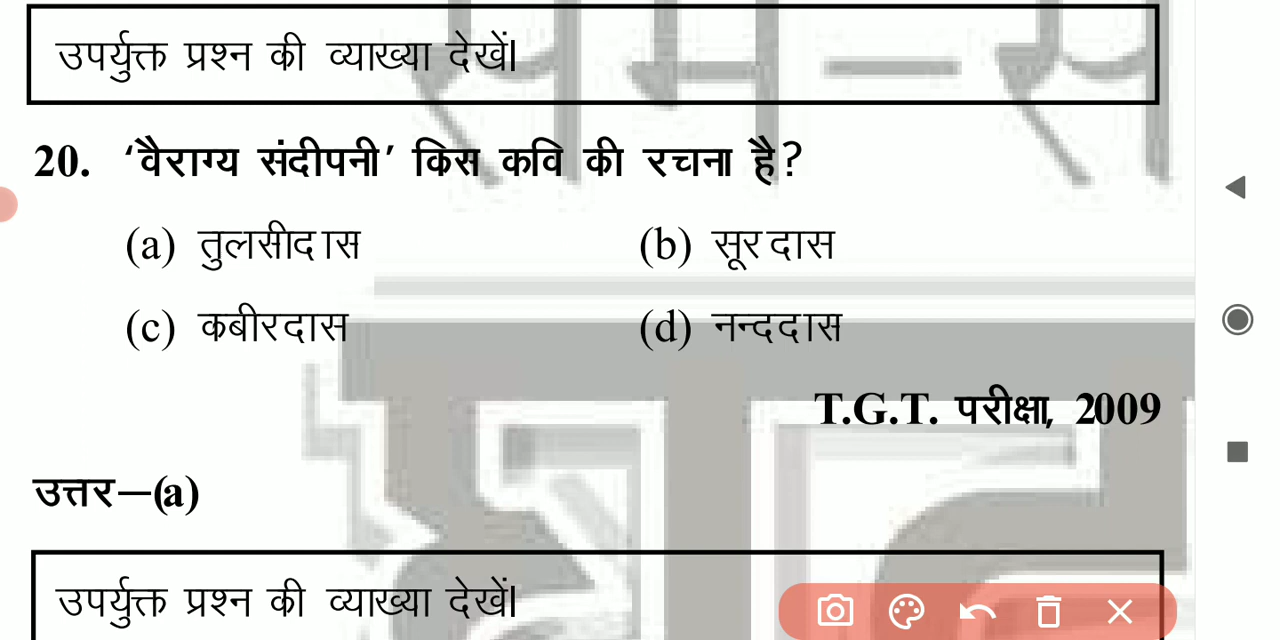 उपर्युक्त प्रश्न की व्याख्या देखें।
20. ‘वैराग्य संदीपनी’ किस कवि की रचना है?
(a) तुलसीदास (b) सूरदास
(c) कबीरदास (d) नन्ददास
T.G.T. परीक्षा, 2009
उत्तर—(a)
उपर्युक्त प्रश्न की व्याख्या देखें।